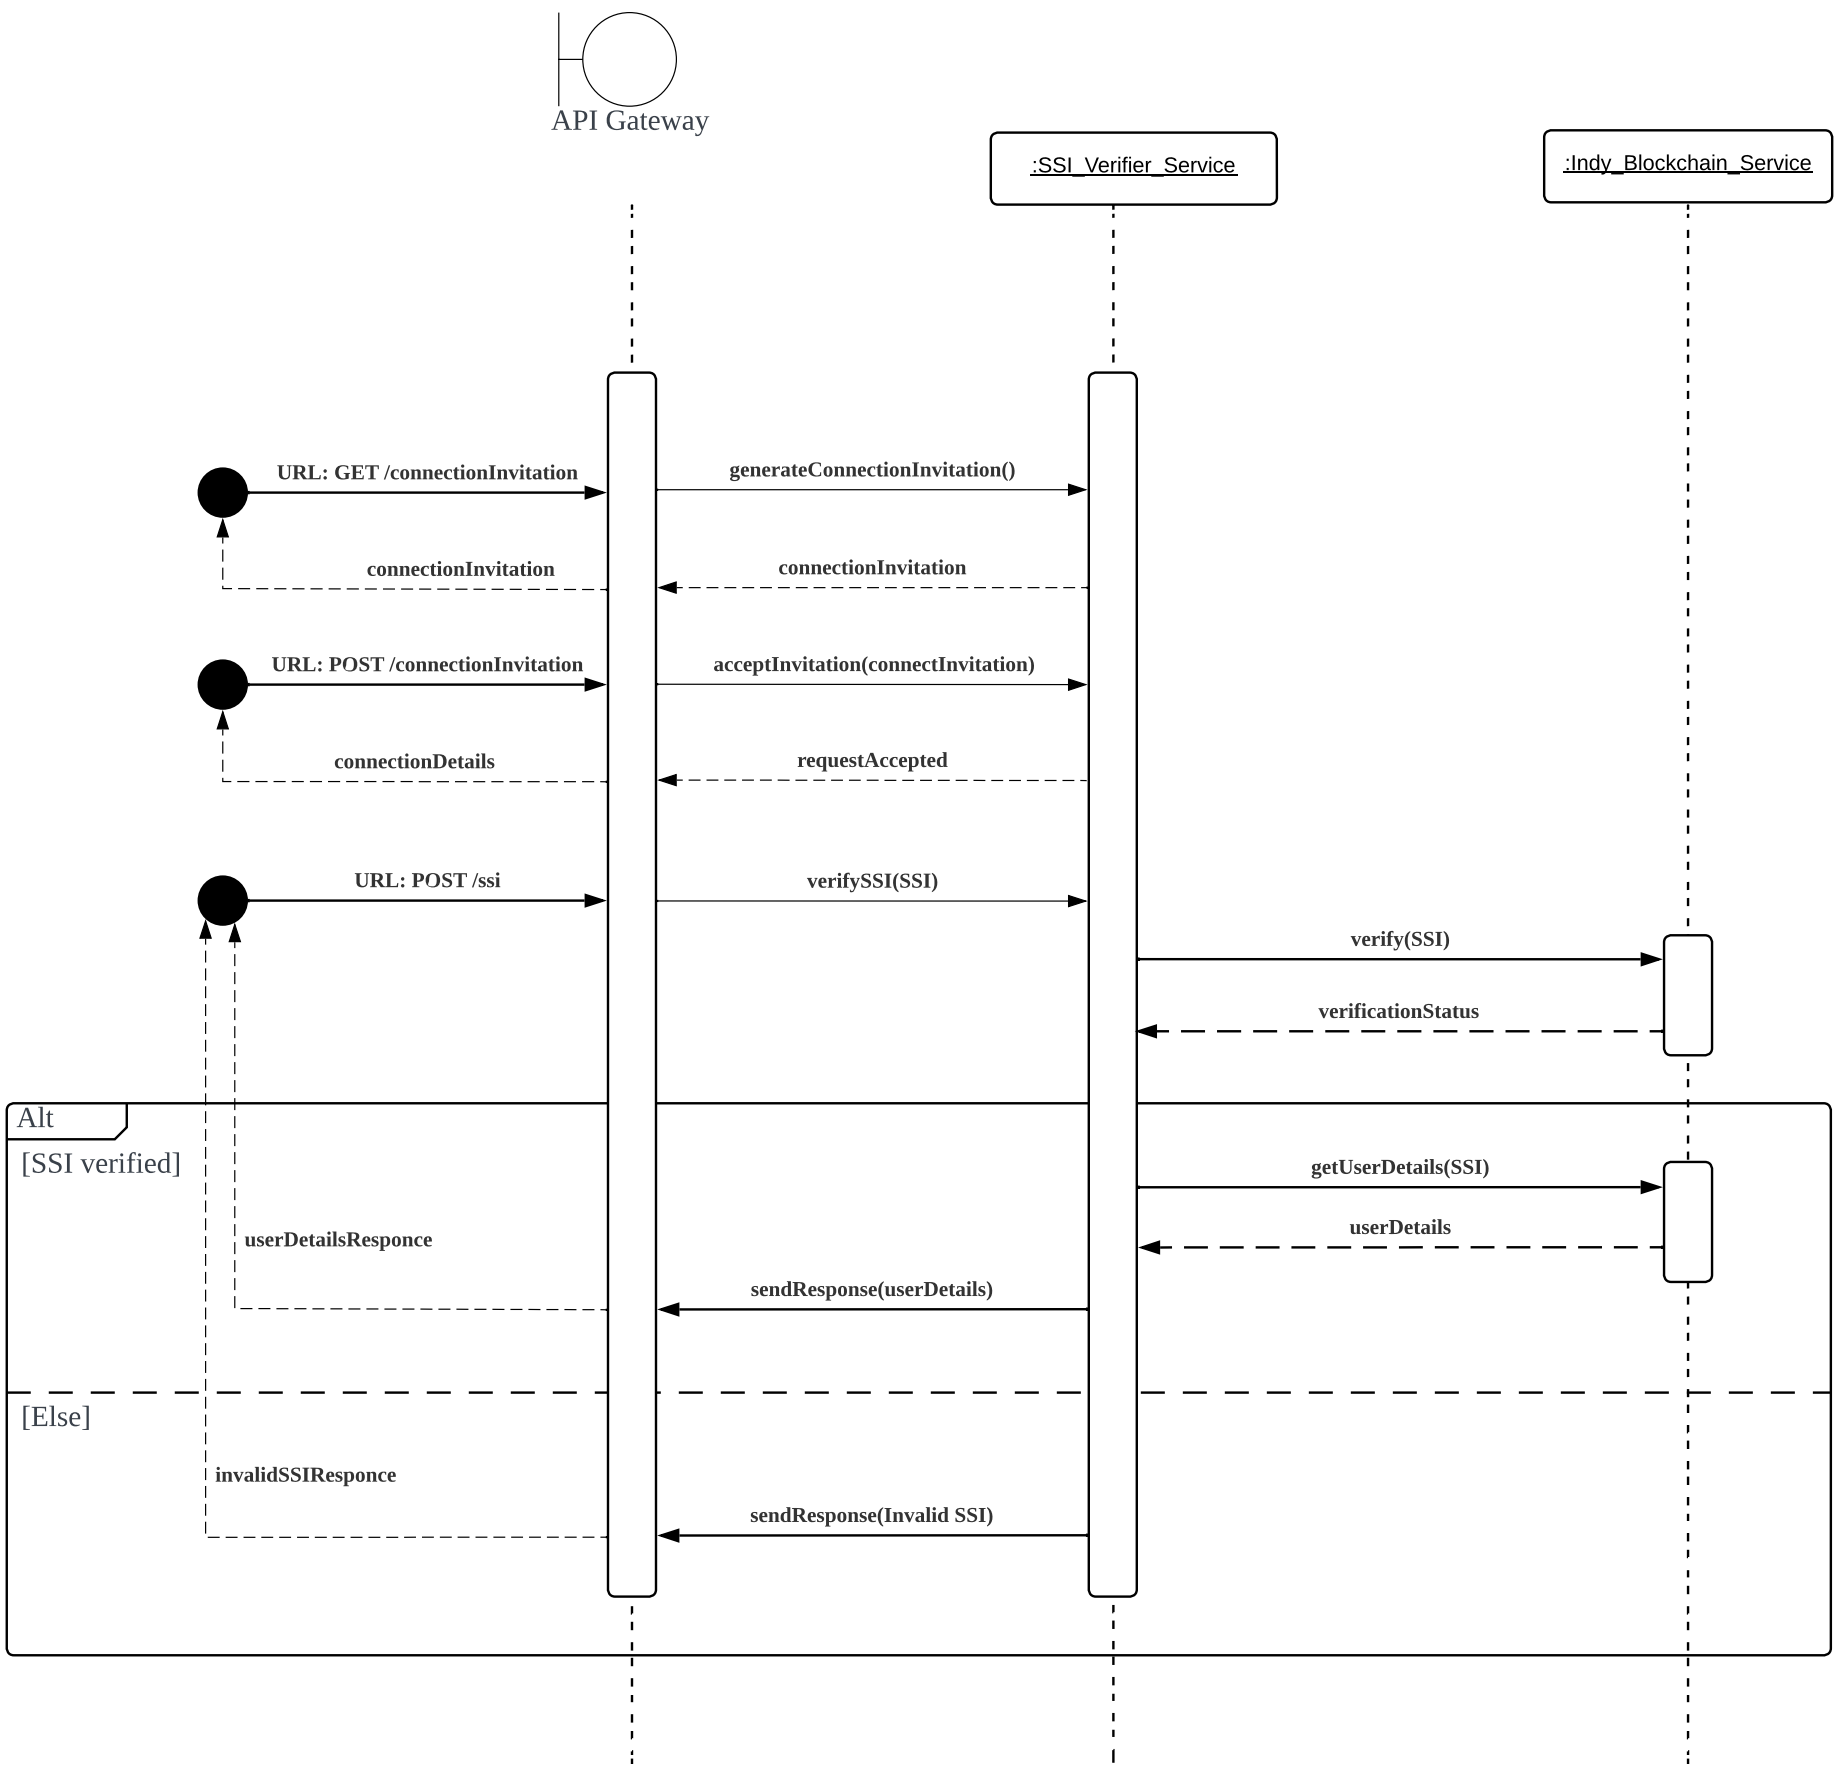 API Gateway
:SSI_Verifier_Service
:Indy_Blockchain_Service
URL: GET /connectionInvitation
generateConnectionInvitation()
connectionInvitation
connectionInvitation
URL: POST /connectionInvitation
acceptInvitation(connectInvitation)
connectionDetails
requestAccepted
URL: POST /ssi
verifySSI(SSI)
verify(SSI)
verificationStatus
Alt
[SSI verified]
getUserDetails(SSI)
userDetails
userDetailsResponce
sendResponse(userDetails)
[Else]
invalidSSIResponce
sendResponse(Invalid SSI)